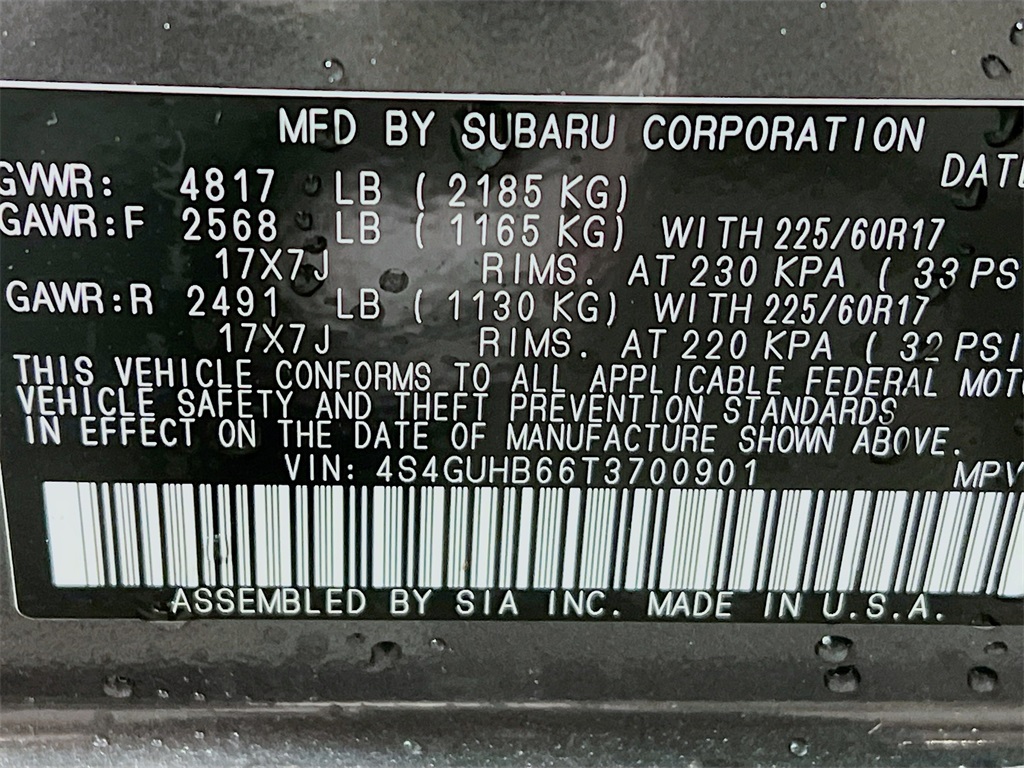 MFD BY SUBARU CORPORATION
DATE
GVWR: 4817 LB (2185 KG)
GAWR:F 2568 LB (1165 KG) WITH 225/60R17
17X7J RIMS. AT 230 KPA (33 PSI
GAWR:R 2491 LB (1130 KG) WITH 225/60R17
17X7J RIMS. AT 220 KPA (32 PSI
THIS VEHICLE CONFORMS TO ALL APPLICABLE FEDERAL MOTO
VEHICLE SAFETY AND THEFT PREVENTION STANDARDS
IN EFFECT ON THE DATE OF MANUFACTURE SHOWN ABOVE.
VIN: 4S4GUHB66T3700901 MPV
ASSEMBLED BY SIA INC. MADE IN U.S.A.